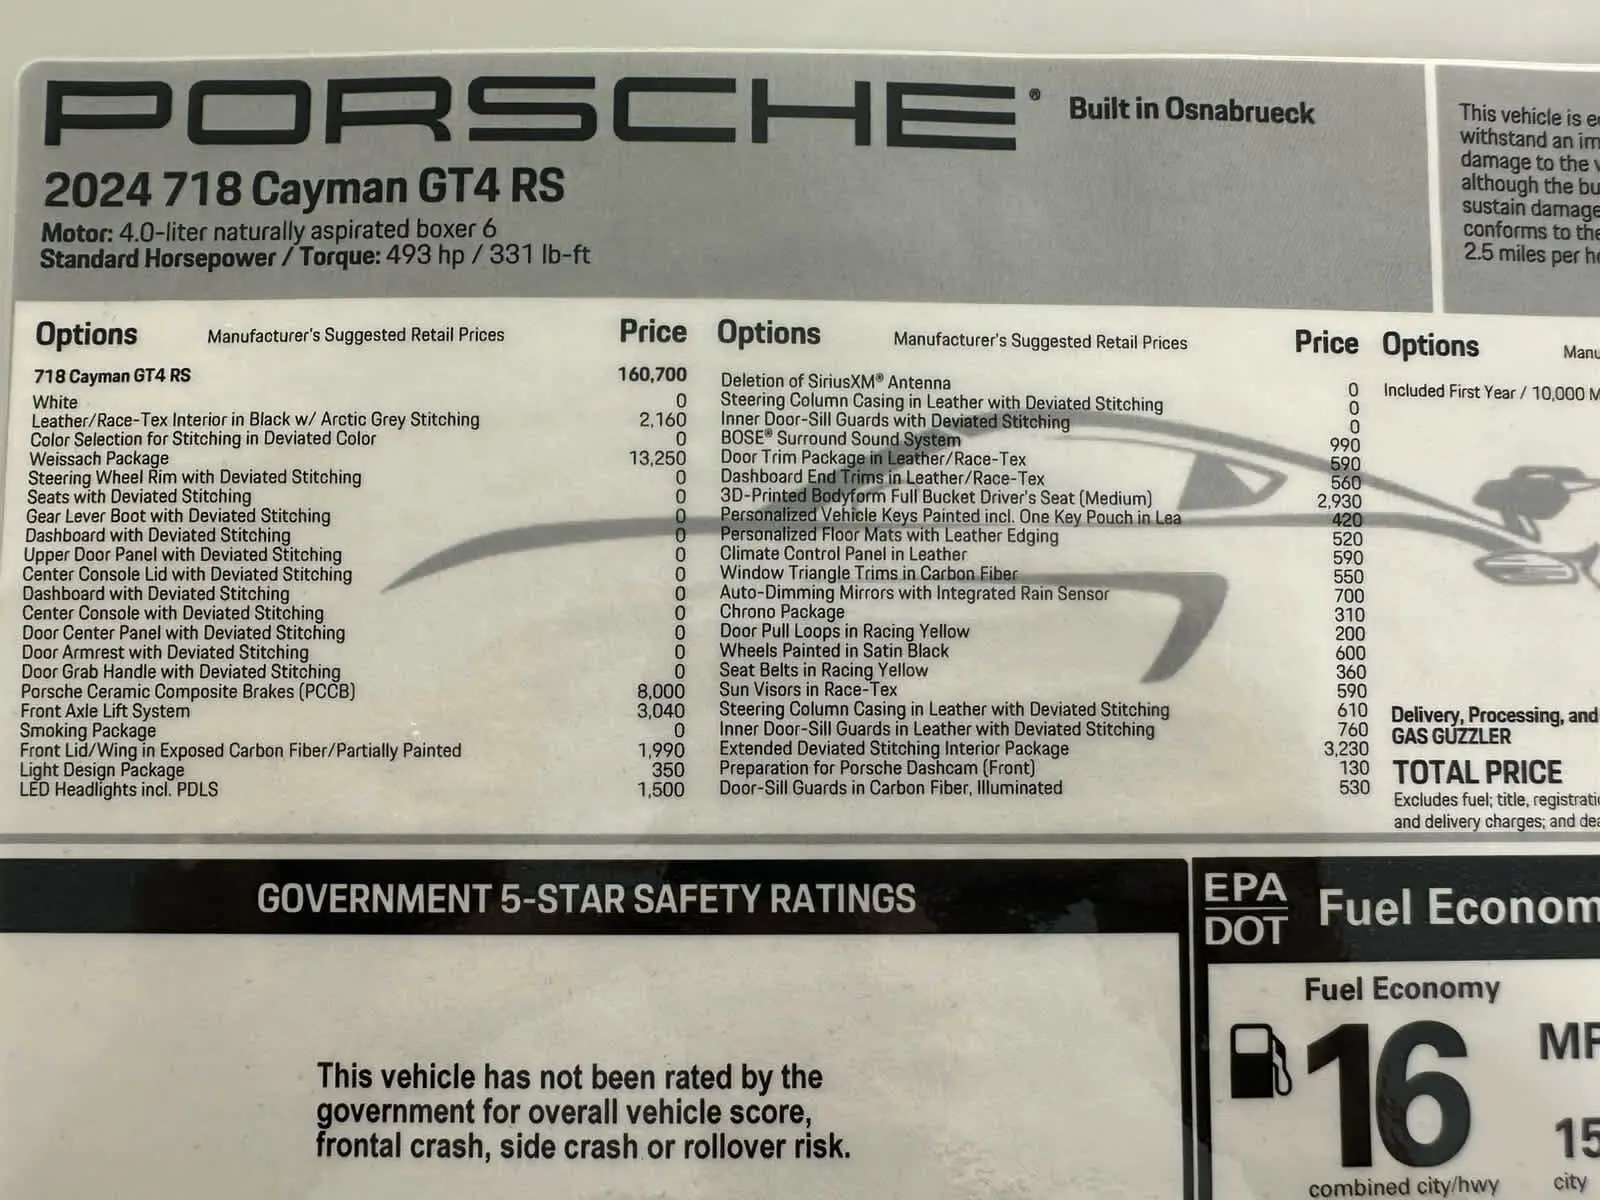 PORSCHE® Built in Osnabrueck
2024 718 Cayman GT4 RS
Motor: 4.0-liter naturally aspirated boxer 6
Standard Horsepower / Torque: 493 hp / 331 lb-ft
This vehicle is
withstand an
damage to the
although the
sustain damage
conforms to the
2.5 miles per
Options Manufacturer's Suggested Retail Prices Price
718 Cayman GT4 RS 160,700
White 0
Leather/Race-Tex Interior in Black w/ Arctic Grey Stitching 2,160
Color Selection for Stitching in Deviated Color 0
Weissach Package 13,250
Steering Wheel Rim with Deviated Stitching 0
Seats with Deviated Stitching 0
Gear Lever Boot with Deviated Stitching 0
Dashboard with Deviated Stitching 0
Upper Door Panel with Deviated Stitching 0
Center Console Lid with Deviated Stitching 0
Dashboard with Deviated Stitching 0
Center Console with Deviated Stitching 0
Door Center Panel with Deviated Stitching 0
Door Armrest with Deviated Stitching 0
Door Grab Handle with Deviated Stitching 0
Porsche Ceramic Composite Brakes (PCCB) 8,000
Front Axle Lift System 3,040
Smoking Package 0
Front Lid/Wing in Exposed Carbon Fiber/Partially Painted 1,990
Light Design Package 350
LED Headlights incl. PDLS 1,500
Options Manufacturer's Suggested Retail Prices Price
Deletion of SiriusXM® Antenna 0
Steering Column Casing in Leather with Deviated Stitching 0
Inner Door-Sill Guards with Deviated Stitching 0
BOSE® Surround Sound System 990
Door Trim Package in Leather/Race-Tex 590
Dashboard End Trims in Leather/Race-Tex 560
3D-Printed Bodyform Full Bucket Driver's Seat (Medium) 2,930
Personalized Vehicle Keys Painted incl. One Key Pouch in Lea 420
Personalized Floor Mats with Leather Edging 520
Climate Control Panel in Leather 590
Window Triangle Trims in Carbon Fiber 550
Auto-Dimming Mirrors with Integrated Rain Sensor 700
Chrono Package 310
Door Pull Loops in Racing Yellow 200
Wheels Painted in Satin Black 600
Seat Belts in Racing Yellow 360
Sun Visors in Race-Tex 590
Steering Column Casing in Leather with Deviated Stitching 610
Inner Door-Sill Guards in Leather with Deviated Stitching 760
Extended Deviated Stitching Interior Package 3,230
Preparation for Porsche Dashcam (Front) 130
Door-Sill Guards in Carbon Fiber, Illuminated 530
Options
Included First Year / 10,000
Delivery, Processing, and
GAS GUZZLER
TOTAL PRICE
Excludes fuel; title,
and delivery charges; and
GOVERNMENT 5-STAR SAFETY RATINGS
This vehicle has not been rated by the
government for overall vehicle score,
frontal crash, side crash or rollover risk.
EPA
DOT
Fuel
Fuel Economy
16
combined city/hwy
15
city